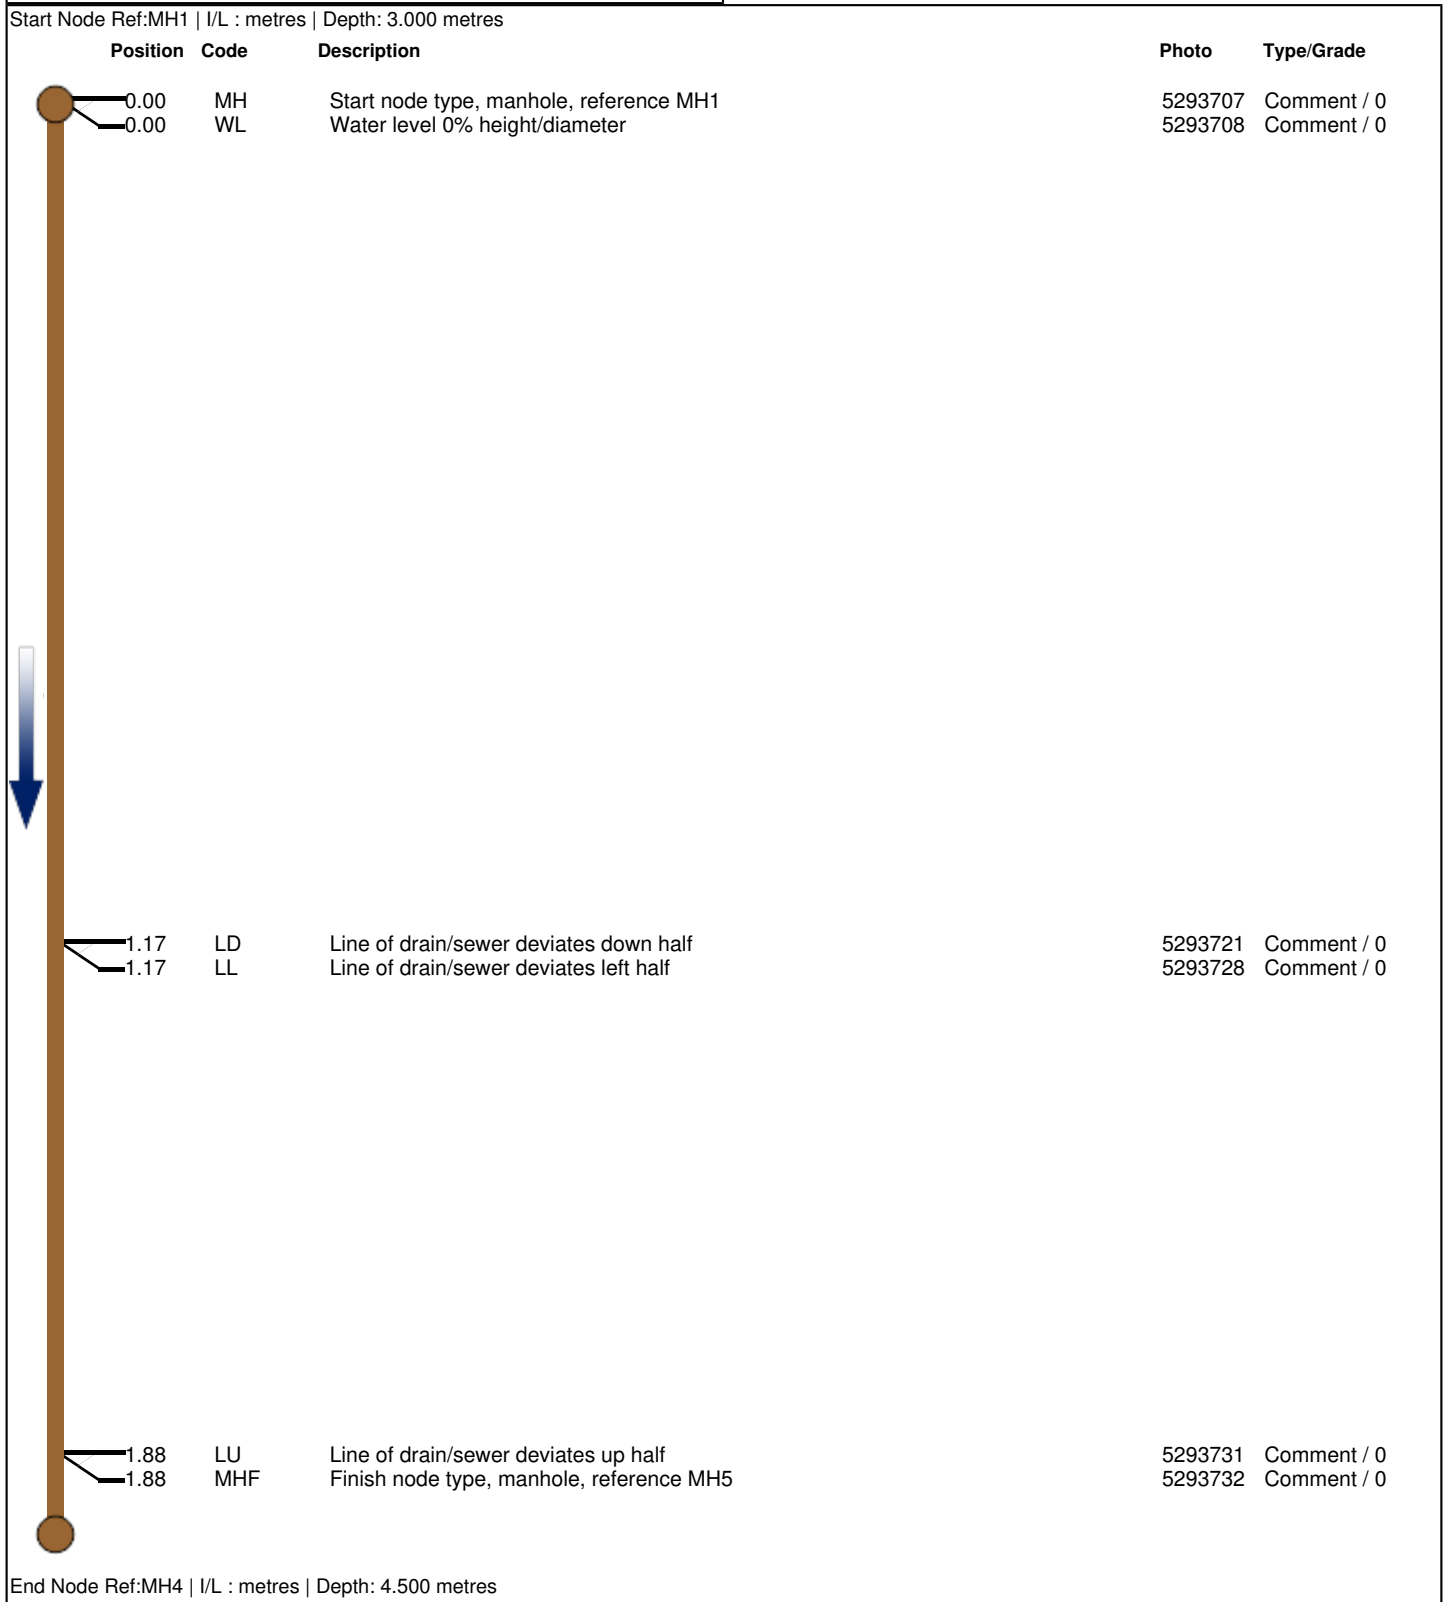 Start Node Ref:MH1 | I/L : metres | Depth: 3.000 metres
Position Code Description Photo Type/Grade
0.00 MH Start node type, manhole, reference MH1 5293707 Comment / 0
0.00 WL Water level 0% height/diameter 5293708 Comment / 0
1.17 LD Line of drain/sewer deviates down half 5293721 Comment / 0
1.17 LL Line of drain/sewer deviates left half 5293728 Comment / 0
1.88 LU Line of drain/sewer deviates up half 5293731 Comment / 0
1.88 MHF Finish node type, manhole, reference MH5 5293732 Comment / 0
End Node Ref:MH4 | I/L : metres | Depth: 4.500 metres